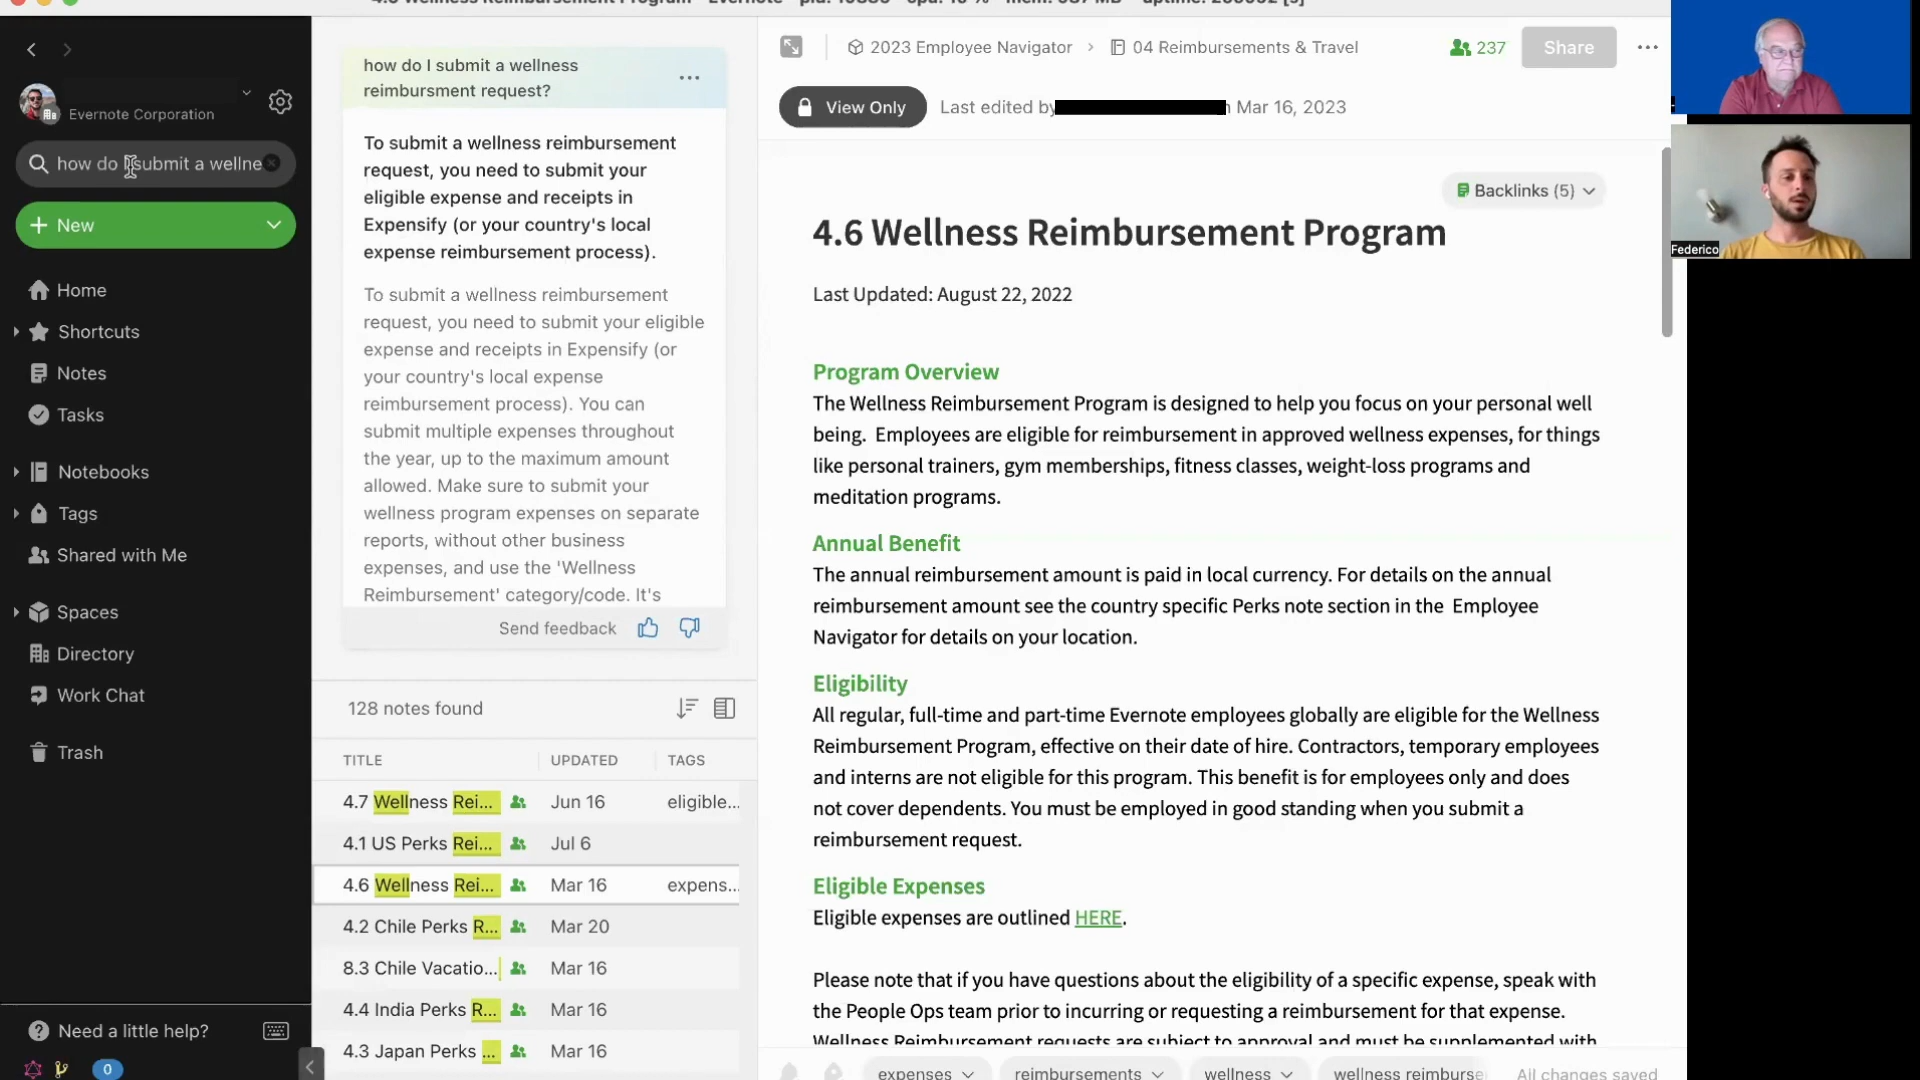 Evernote Corporation
how do I submit a wellne
New
Home
Shortcuts
Notes
Tasks
Notebooks
Tags
Shared with Me
Spaces
Directory
Work Chat
Trash
Need a little help?
0
how do I submit a wellness
reimbursment request?
To submit a wellness reimbursement
request, you need to submit your
eligible expense and receipts in
Expensify (or your country's local
expense reimbursement process).
To submit a wellness reimbursement
request, you need to submit your eligible
expense and receipts in Expensify (or
your country's local expense
reimbursement process). You can
submit multiple expenses throughout
the year, up to the maximum amount
allowed. Make sure to submit your
wellness program expenses on separate
reports, without other business
expenses, and use the 'Wellness
Reimbursement' category/code. It's
Send feedback
128 notes found
TITLE UPDATED TAGS
4.7 Wellness Rei... Jun 16 eligible...
4.1 US Perks Rei... Jul 6
4.6 Wellness Rei... Mar 16 expens...
4.2 Chile Perks R... Mar 20
8.3 Chile Vacatio... Mar 16
4.4 India Perks R... Mar 16
4.3 Japan Perks ... Mar 16
2023 Employee Navigator > 04 Reimbursements & Travel
237
Share
View Only
Last edited by
Mar 16, 2023
Backlinks (5)
4.6 Wellness Reimbursement Program
Last Updated: August 22, 2022
Program Overview
The Wellness Reimbursement Program is designed to help you focus on your personal well
being. Employees are eligible for reimbursement in approved wellness expenses, for things
like personal trainers, gym memberships, fitness classes, weight-loss programs and
meditation programs.
Annual Benefit
The annual reimbursement amount is paid in local currency. For details on the annual
reimbursement amount see the country specific Perks note section in the Employee
Navigator for details on your location.
Eligibility
All regular, full-time and part-time Evernote employees globally are eligible for the Wellness
Reimbursement Program, effective on their date of hire. Contractors, temporary employees
and interns are not eligible for this program. This benefit is for employees only and does
not cover dependents. You must be employed in good standing when you submit a
reimbursement request.
Eligible Expenses
Eligible expenses are outlined HERE.
Please note that if you have questions about the eligibility of a specific expense, speak with
the People Ops team prior to incurring or requesting a reimbursement for that expense.
Wellness Reimbursement requests are subject to approval and must be supplemented with
expenses
reimbursements
wellness
wellness reimburse
All changes saved
Federico